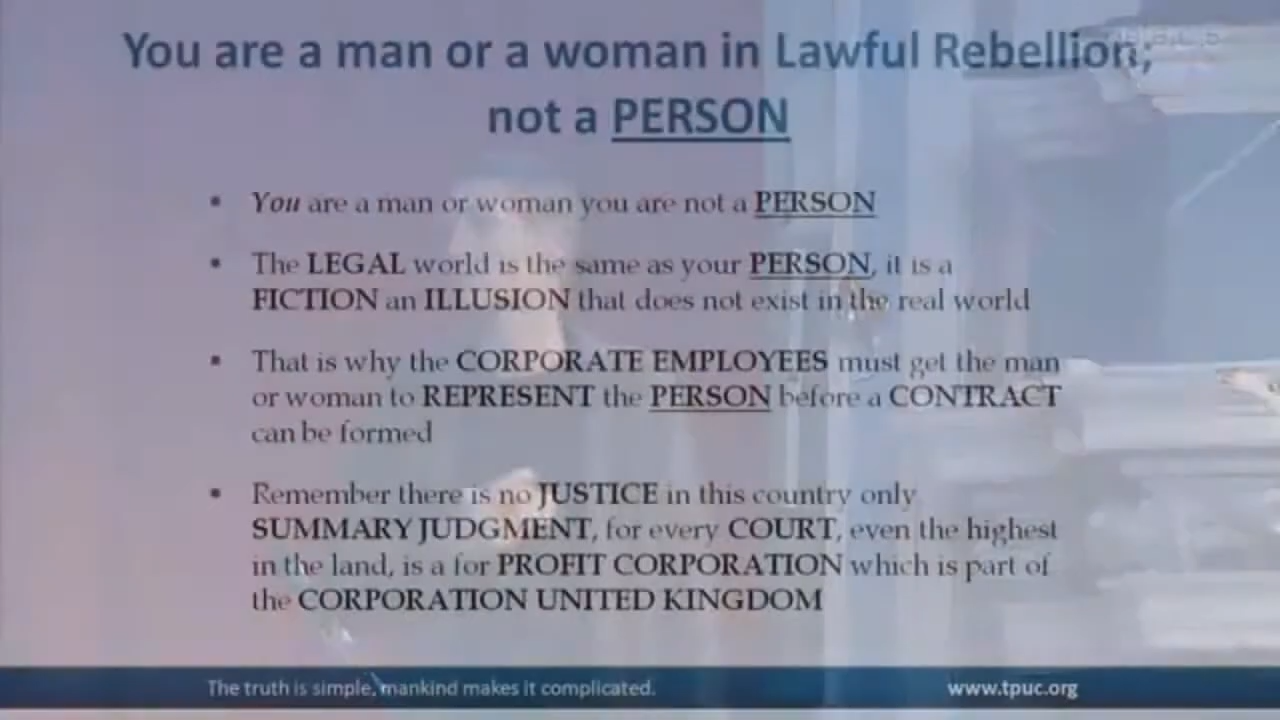 You are a man or a woman in Lawful Rebellion;
not a PERSON
▪ You are a man or woman you are not a PERSON
▪ The LEGAL world is the same as your PERSON, it is a
FICTION an ILLUSION that does not exist in the real world
▪ That is why the CORPORATE EMPLOYEES must get the man
or woman to REPRESENT the PERSON before a CONTRACT
can be formed
▪ Remember there is no JUSTICE in this country only
SUMMARY JUDGMENT, for every COURT, even the highest
in the land, is a for PROFIT CORPORATION which is part of
the CORPORATION UNITED KINGDOM
The truth is simple, mankind makes it complicated.
www.tpuc.org